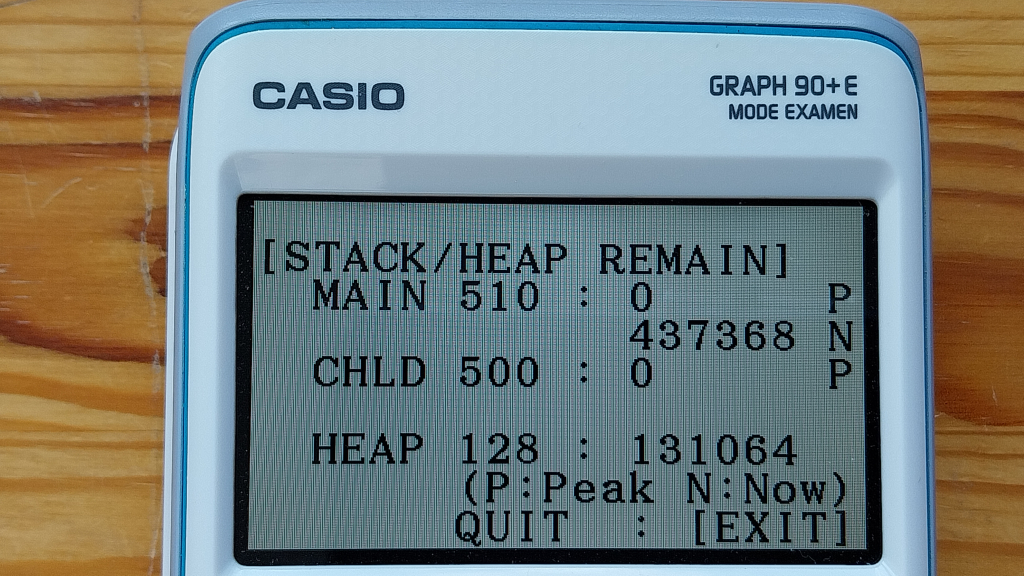 CASIO
GRAPH 90+E
MODE EXAMEN
[STACK/HEAP REMAIN]
MAIN 510 : 0 P
437368 N
CHLD 500 : 0 P
HEAP 128 : 131064
(P:Peak N:Now)
QUIT : [EXIT]